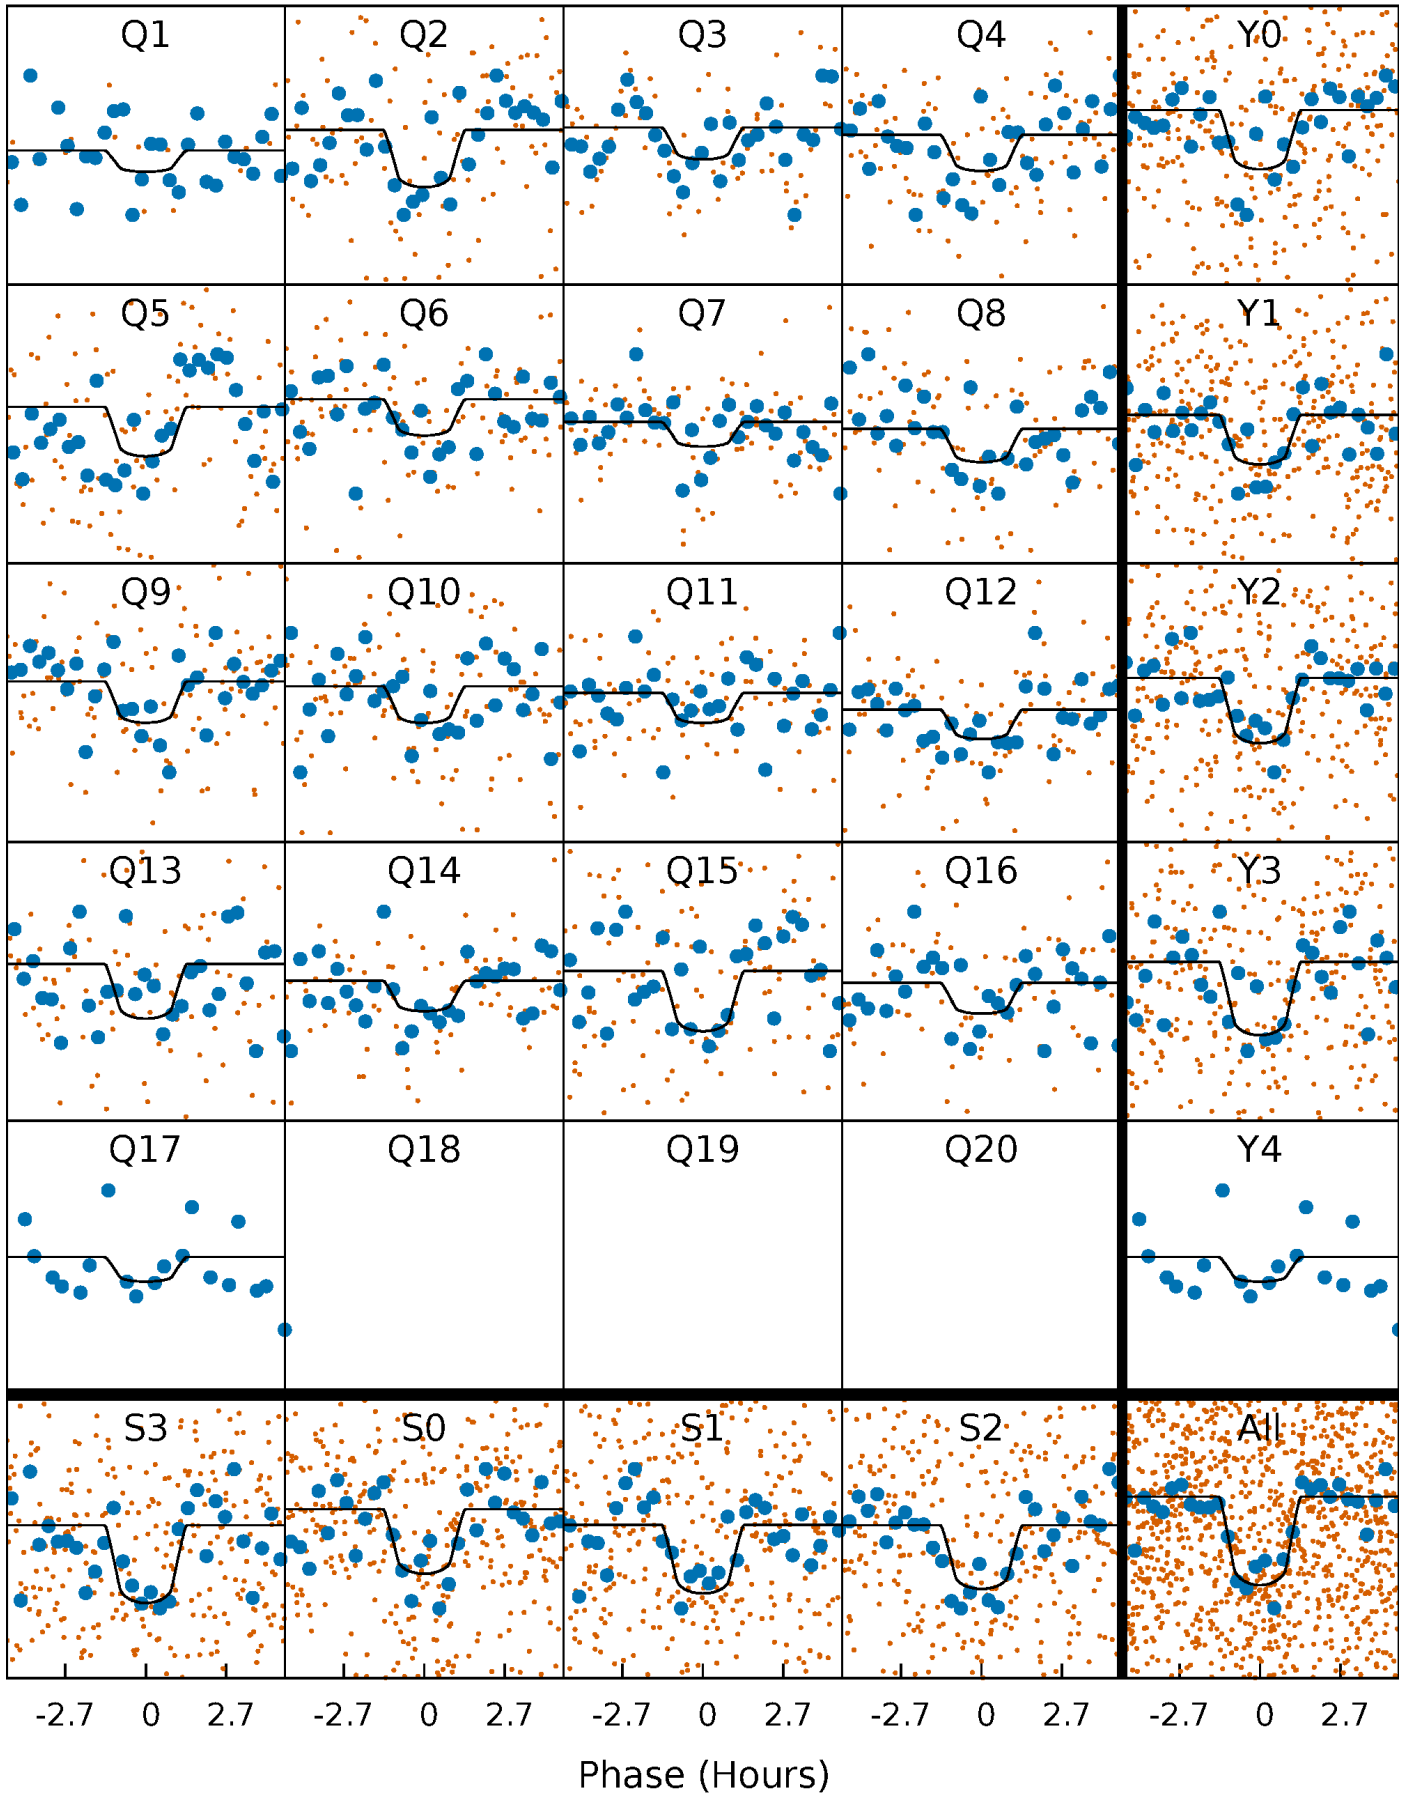 Q1 Q2 Q3 Q4 Y0
Q5 Q6 Q7 Q8 Y1
Q9 Q10 Q11 Q12 Y2
Q13 Q14 Q15 Q16 Y3
Q17 Q18 Q19 Q20 Y4
S3 S0 S1 S2 All
-2.7 0 2.7 -2.7 0 2.7 -2.7 0 2.7 -2.7 0 2.7 -2.7 0 2.7
Phase (Hours)